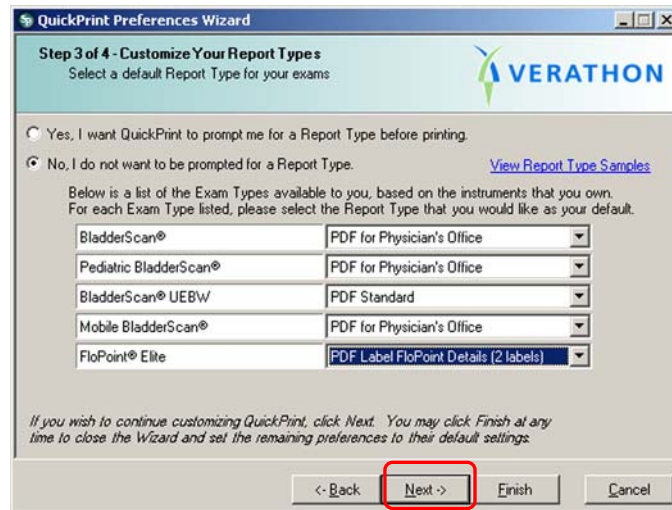 QuickPrint Preferences Wizard
Step 3 of 4 - Customize Your Report Types
Select a default Report Type for your exams
VERATHON
Yes, I want QuickPrint to prompt me for a Report Type before printing.
No, I do not want to be prompted for a Report Type.
View Report Type Samples
Below is a list of the Exam Types available to you, based on the instruments that you own.
For each Exam Type listed, please select the Report Type that you would like as your default.
BladderScan® PDF for Physician's Office
Pediatric BladderScan® PDF for Physician's Office
BladderScan® UEBW PDF Standard
Mobile BladderScan® PDF for Physician's Office
FloPoint® Elite PDF Label FloPoint Details (2 labels)
If you wish to continue customizing QuickPrint, click Next. You may click Finish at any
time to close the Wizard and set the remaining preferences to their default settings.
<- Back Next -> Finish Cancel